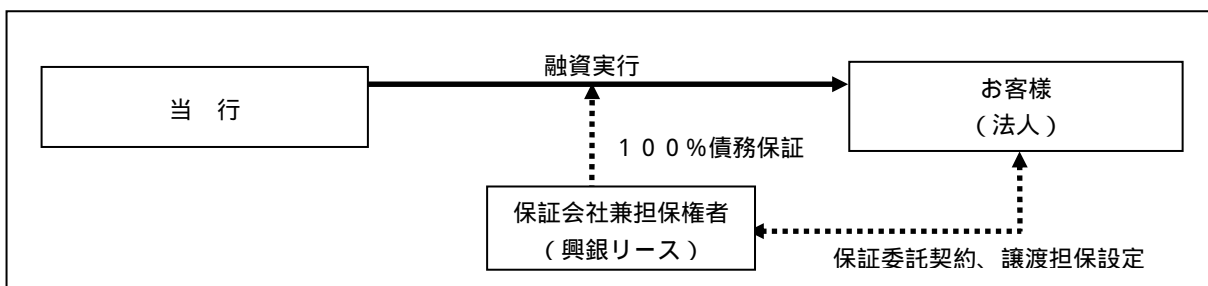 融資実行
当 行
お客様
（法人）
１００％債務保証
保証会社兼担保権者
（興銀リース）
保証委託契約、譲渡担保設定